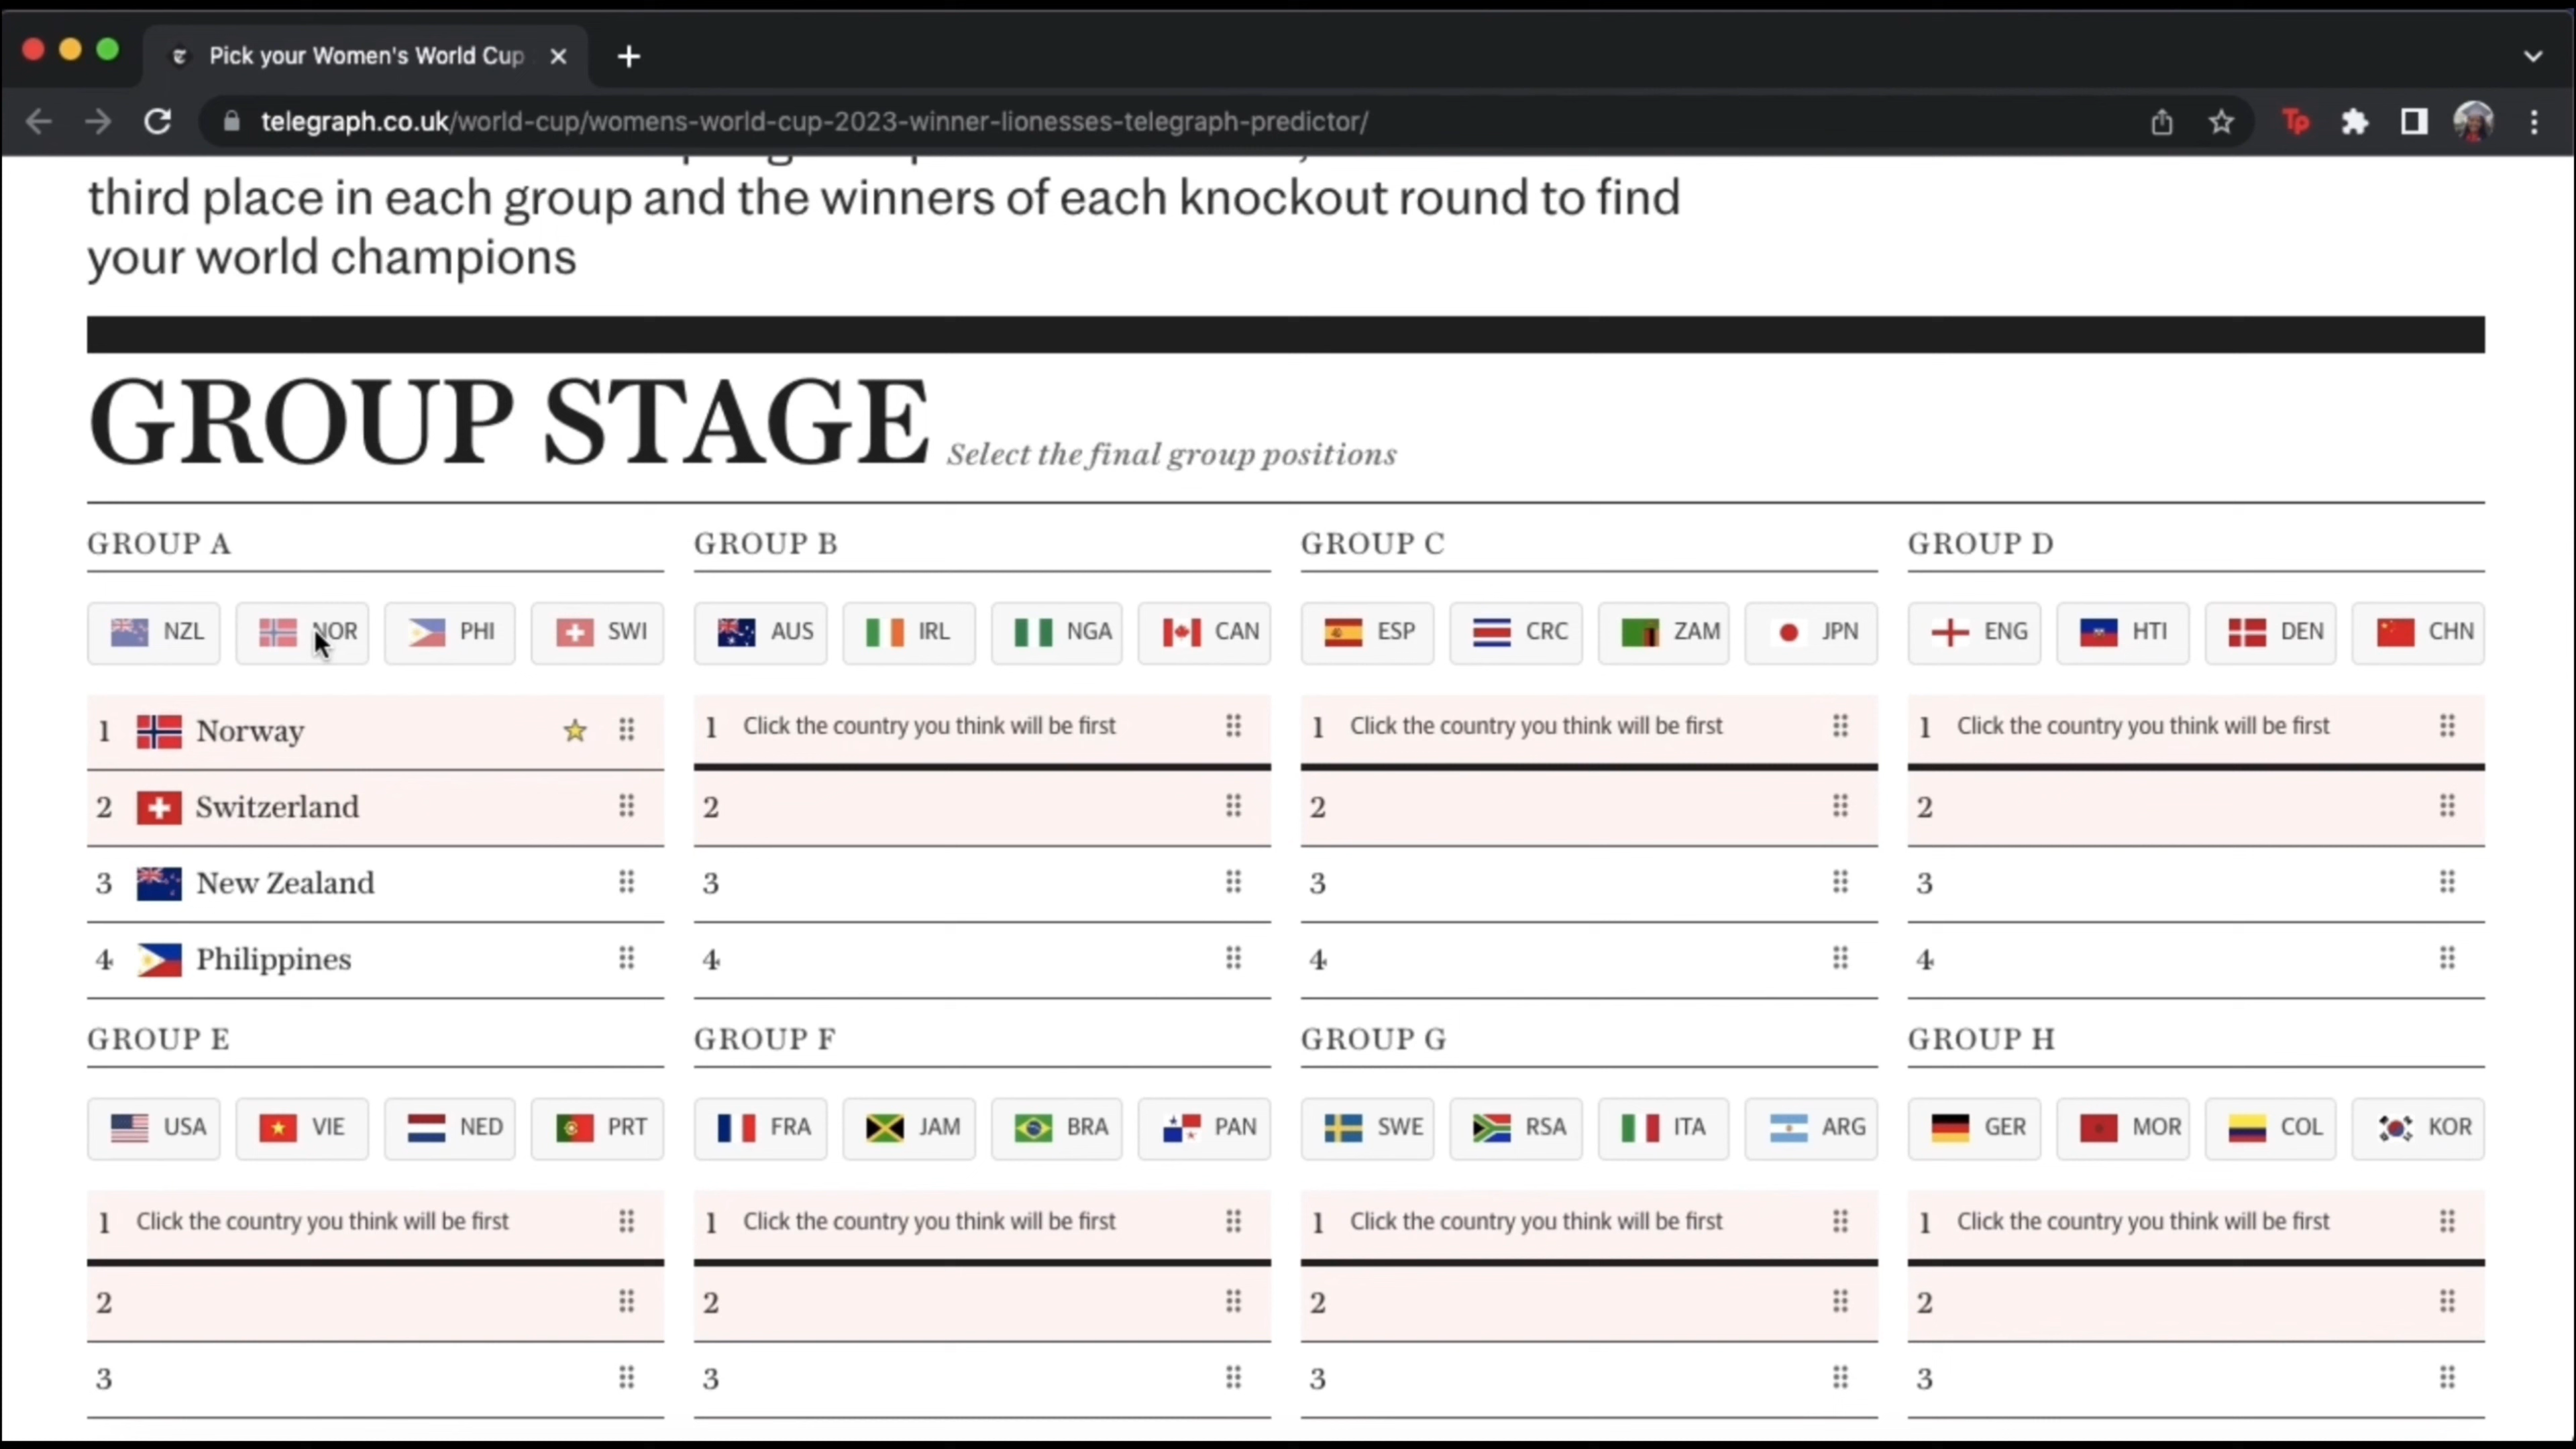 Pick your Women's World Cup
telegraph.co.uk/world-cup/womens-world-cup-2023-winner-lionesses-telegraph-predictor/
Tp
third place in each group and the winners of each knockout round to find
your world champions
GROUP STAGE Select the final group positions
GROUP A GROUP B GROUP C GROUP D
NZL NOR PHI SWI AUS IRL NGA CAN ESP CRC ZAM JPN ENG HTI DEN CHN
1 Norway 1 Click the country you think will be first 1 Click the country you think will be first 1 Click the country you think will be first
2 Switzerland 2 2 2
3 New Zealand 3 3 3
4 Philippines 4 4 4
GROUP E GROUP F GROUP G GROUP H
USA VIE NED PRT FRA JAM BRA PAN SWE RSA ITA ARG GER MOR COL KOR
1 Click the country you think will be first 1 Click the country you think will be first 1 Click the country you think will be first 1 Click the country you think will be first
2 2 2 2
3 3 3 3